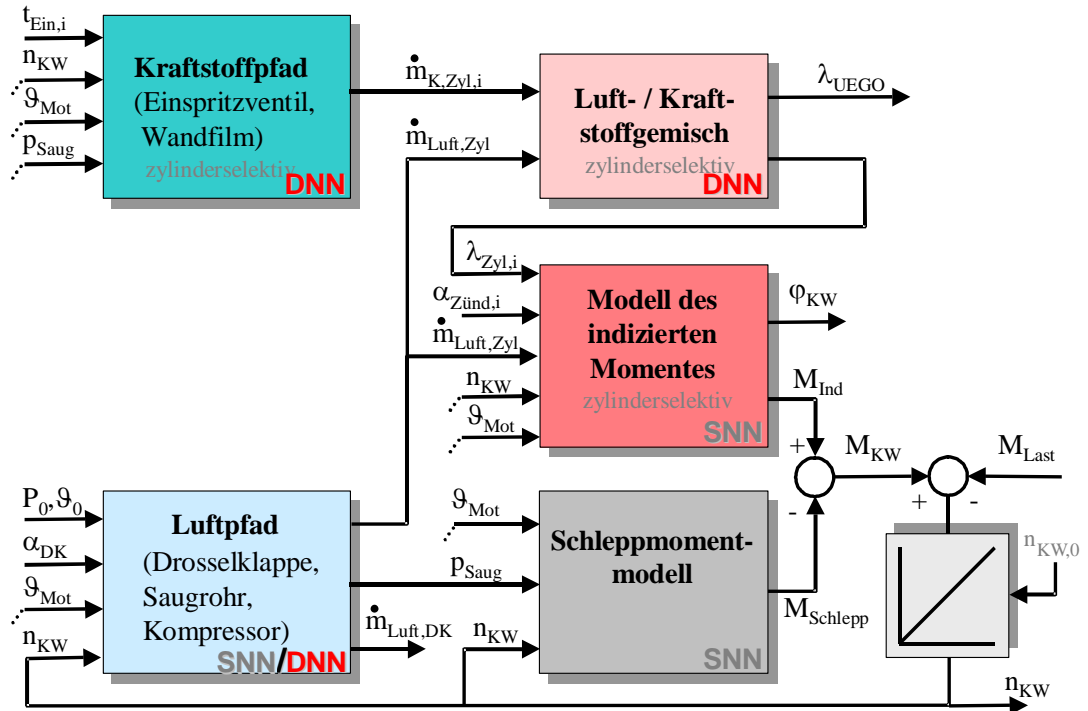 t_Ein,i
n_KW
ϑ_Mot
p_Saug
Kraftstoffpfad
(Einspritzventil,
Wandfilm)
zylinderselektiv
DNN
ṁ_K,Zyl,i
ṁ_Luft,Zyl
Luft- / Kraft-
stoffgemisch
zylinderselektiv
DNN
λ_UEGO
λ_Zyl,i
α_Zünd,i
ṁ_Luft,Zyl
n_KW
ϑ_Mot
Modell des
indizierten
Momentes
zylinderselektiv
SNN
φ_KW
M_Ind
+
-
M_KW
+
-
M_Last
P_0,ϑ_0
α_DK
ϑ_Mot
n_KW
Luftpfad
(Drosselklappe,
Saugrohr,
Kompressor)
SNN/DNN
ṁ_Luft,DK
ϑ_Mot
p_Saug
n_KW
Schleppmoment-
modell
SNN
M_Schlepp
n_KW,0
n_KW